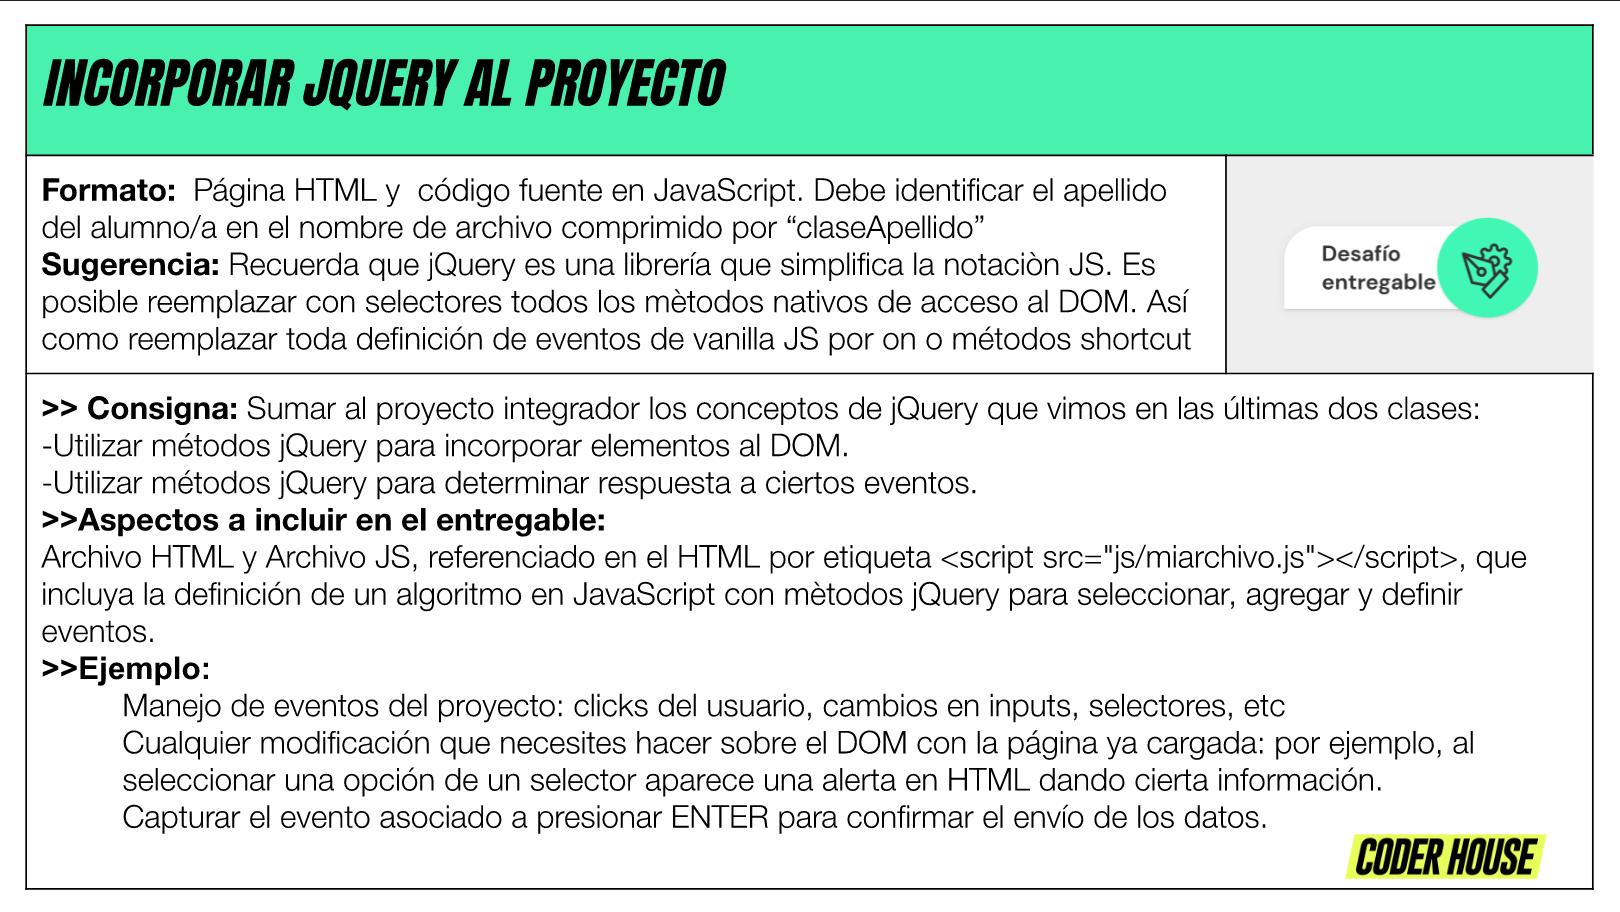 INCORPORAR JQUERY AL PROYECTO
Formato:  Página HTML y  código fuente en JavaScript. Debe identificar el apellido
del alumno/a en el nombre de archivo comprimido por “claseApellido”
Sugerencia: Recuerda que jQuery es una librería que simplifica la notaciòn JS. Es
posible reemplazar con selectores todos los mètodos nativos de acceso al DOM. Así
como reemplazar toda definición de eventos de vanilla JS por on o métodos shortcut
Desafío
entregable
>> Consigna: Sumar al proyecto integrador los conceptos de jQuery que vimos en las últimas dos clases:
-Utilizar métodos jQuery para incorporar elementos al DOM.
-Utilizar métodos jQuery para determinar respuesta a ciertos eventos.
>>Aspectos a incluir en el entregable:
Archivo HTML y Archivo JS, referenciado en el HTML por etiqueta <script src="js/miarchivo.js"></script>, que
incluya la definición de un algoritmo en JavaScript con mètodos jQuery para seleccionar, agregar y definir
eventos.
>>Ejemplo:
Manejo de eventos del proyecto: clicks del usuario, cambios en inputs, selectores, etc
Cualquier modificación que necesites hacer sobre el DOM con la página ya cargada: por ejemplo, al
seleccionar una opción de un selector aparece una alerta en HTML dando cierta información.
Capturar el evento asociado a presionar ENTER para confirmar el envío de los datos.
CODER HOUSE